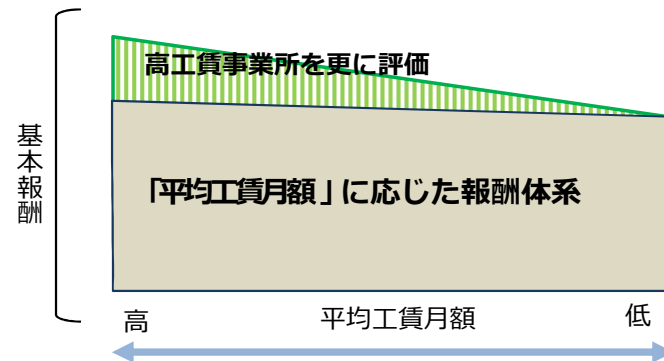 高工賃事業所を更に評価
基本報酬
「平均工賃月額」に応じた報酬体系
高 平均工賃月額 低